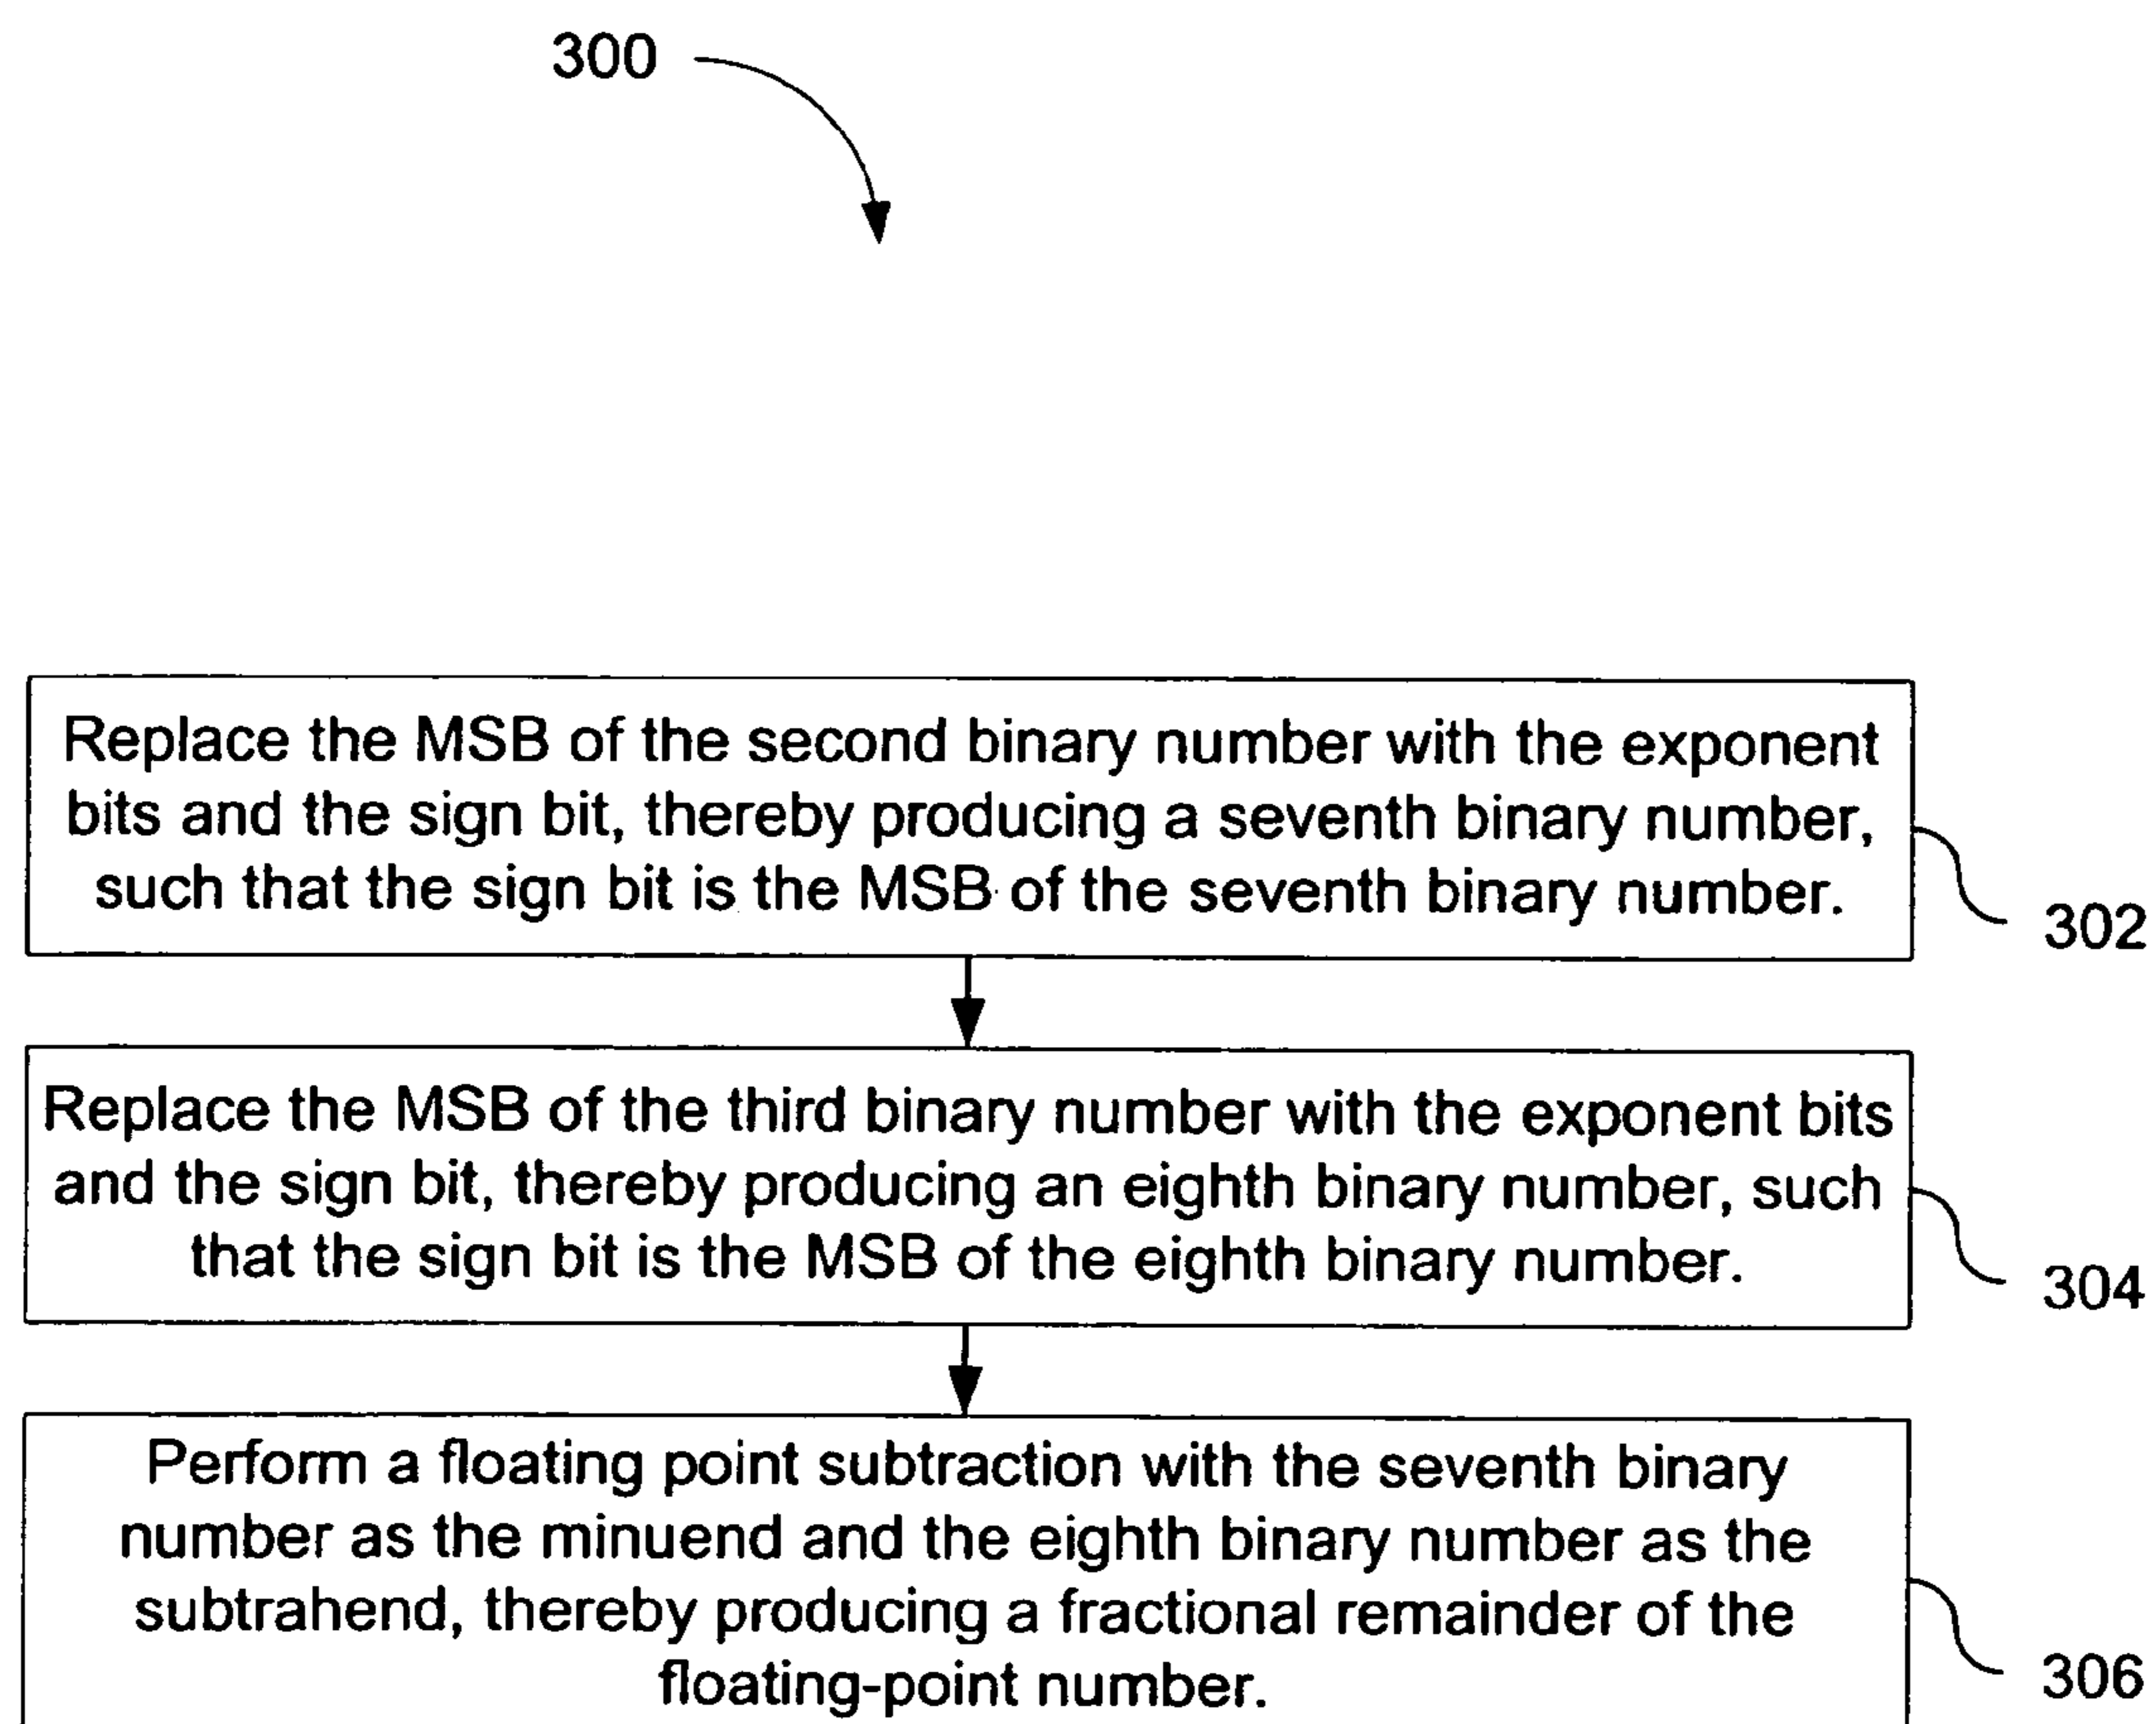 300
Replace the MSB of the second binary number with the exponent
bits and the sign bit, thereby producing a seventh binary number,
such that the sign bit is the MSB of the seventh binary number.
302
Replace the MSB of the third binary number with the exponent bits
and the sign bit, thereby producing an eighth binary number, such
that the sign bit is the MSB of the eighth binary number.
304
Perform a floating point subtraction with the seventh binary
number as the minuend and the eighth binary number as the
subtrahend, thereby producing a fractional remainder of the
floating-point number.
306